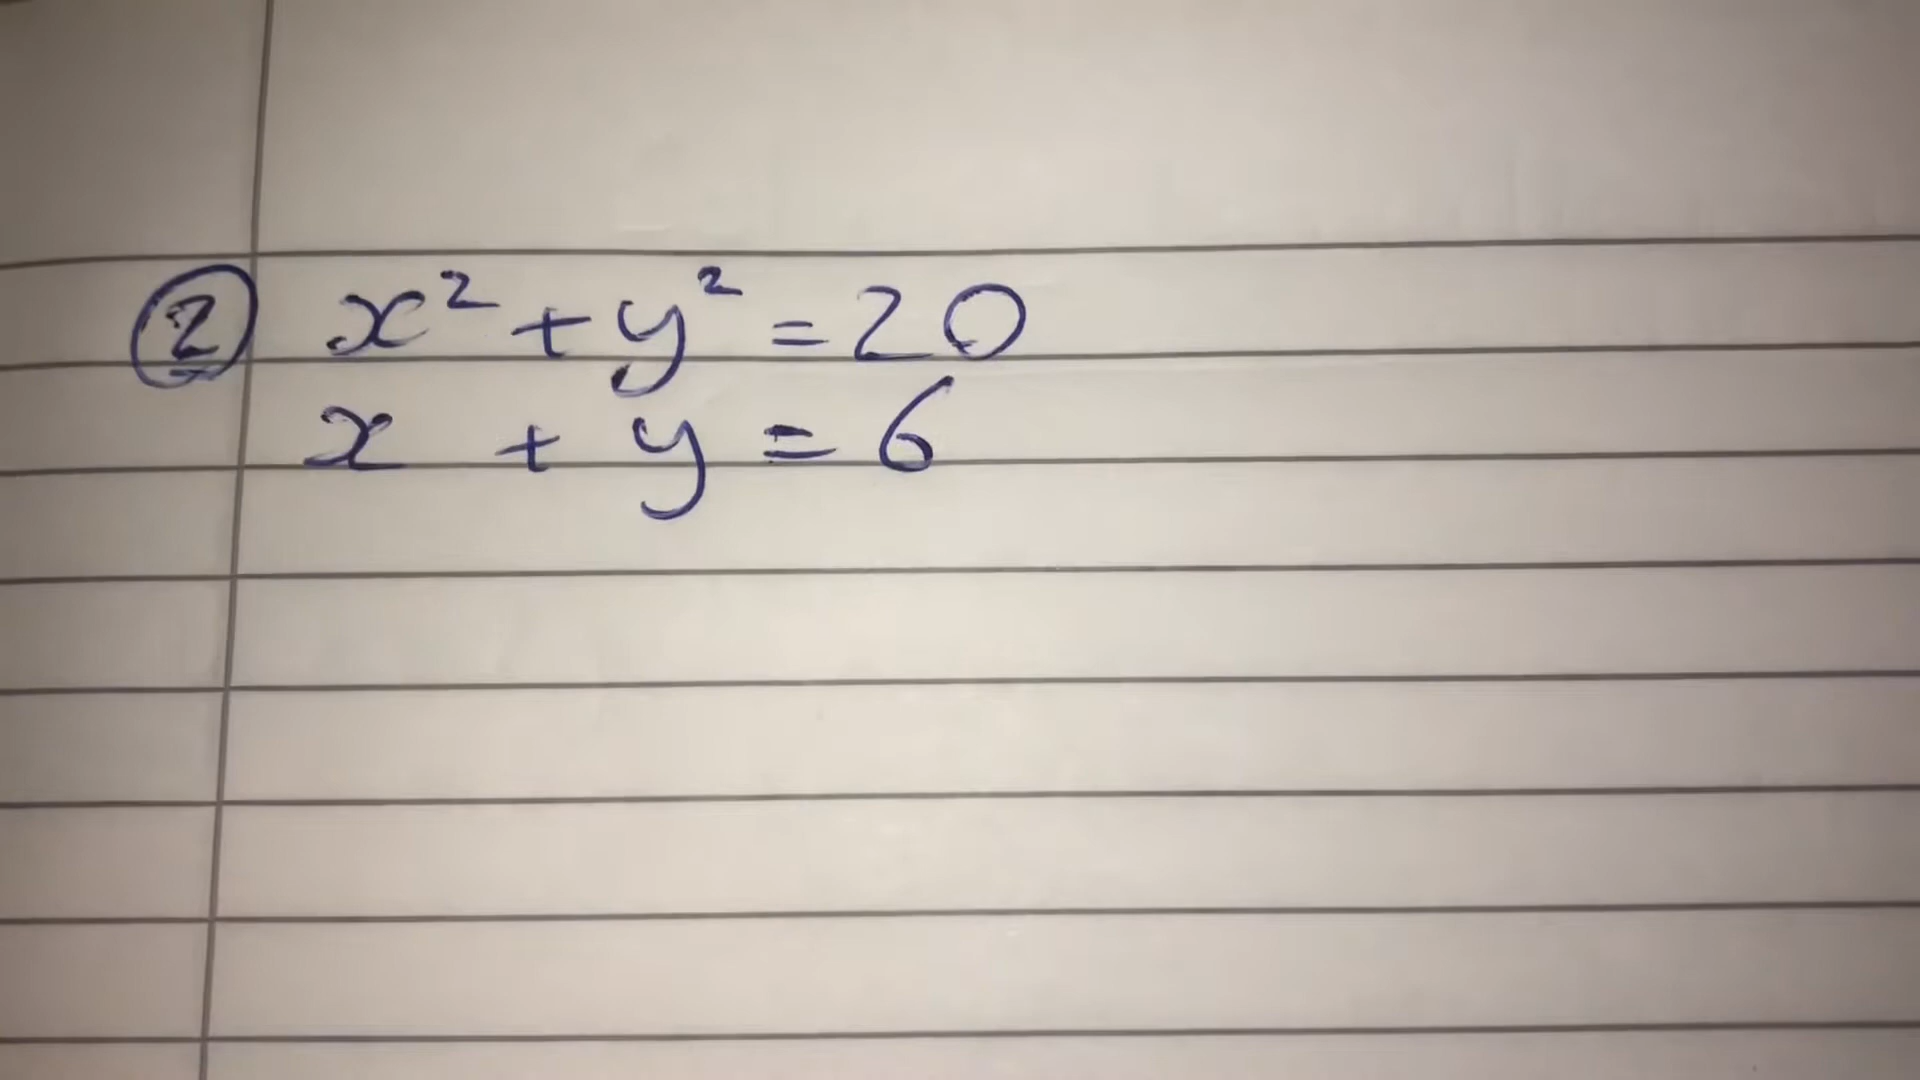 ② x² + y² = 20
x + y = 6